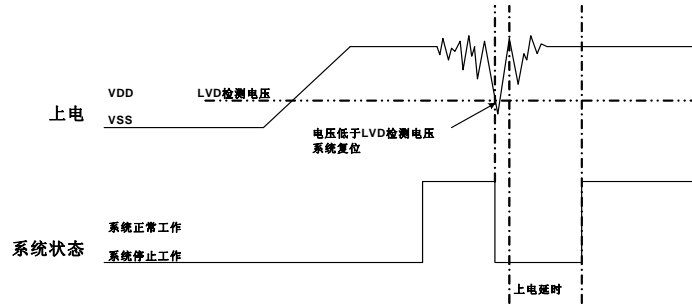 VDD
LVD检测电压
上电
VSS
电压低于LVD检测电压
系统复位
系统正常工作
系统状态
系统停止工作
上电延时